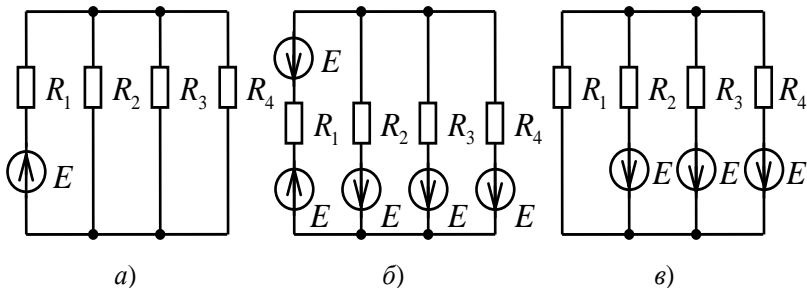 E
R₁ R₂ R₃ R₄ R₁ R₂ R₃ R₄ R₁ R₂ R₃ R₄
E E E E E E E E
а) б) в)